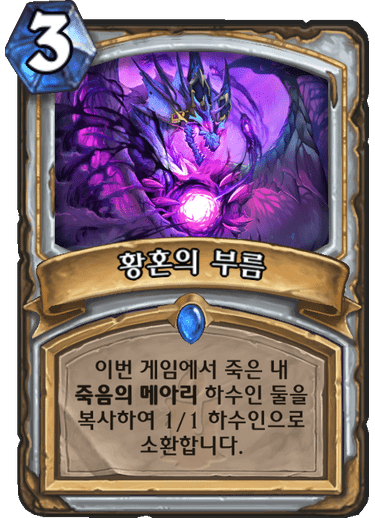 3
황혼의 부름
이번 게임에서 죽은 내
죽음의 메아리 하수인 둘을
복사하여 1/1 하수인으로
소환합니다.